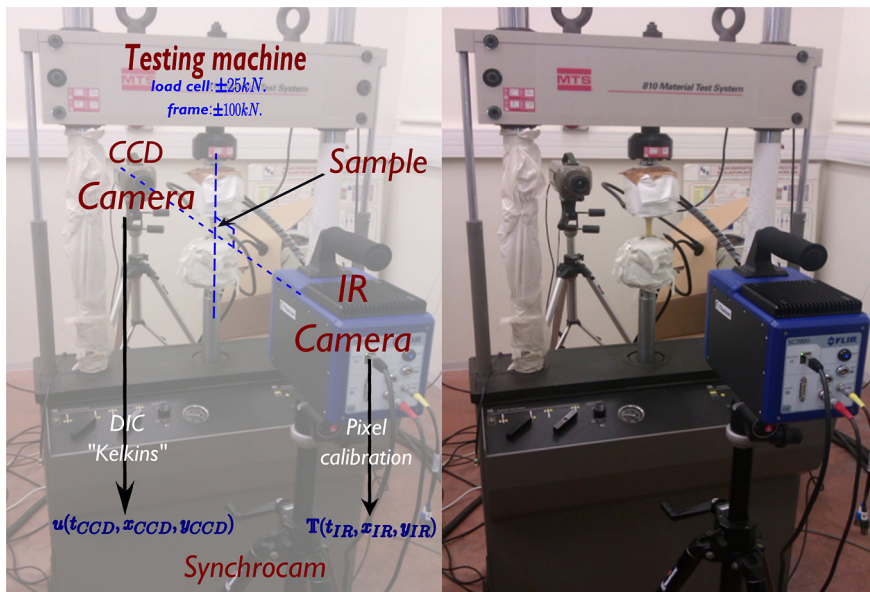 Testing machine
load cell:±25kN.
frame:±100kN.
CCD
Camera
Sample
IR
Camera
DIC
"Kelkins"
Pixel
calibration
u(tCCD,xCCD,yCCD)
T(tIR,xIR,yIR)
Synchrocam
MTS
810 Material Test System
SC7000
FLIR